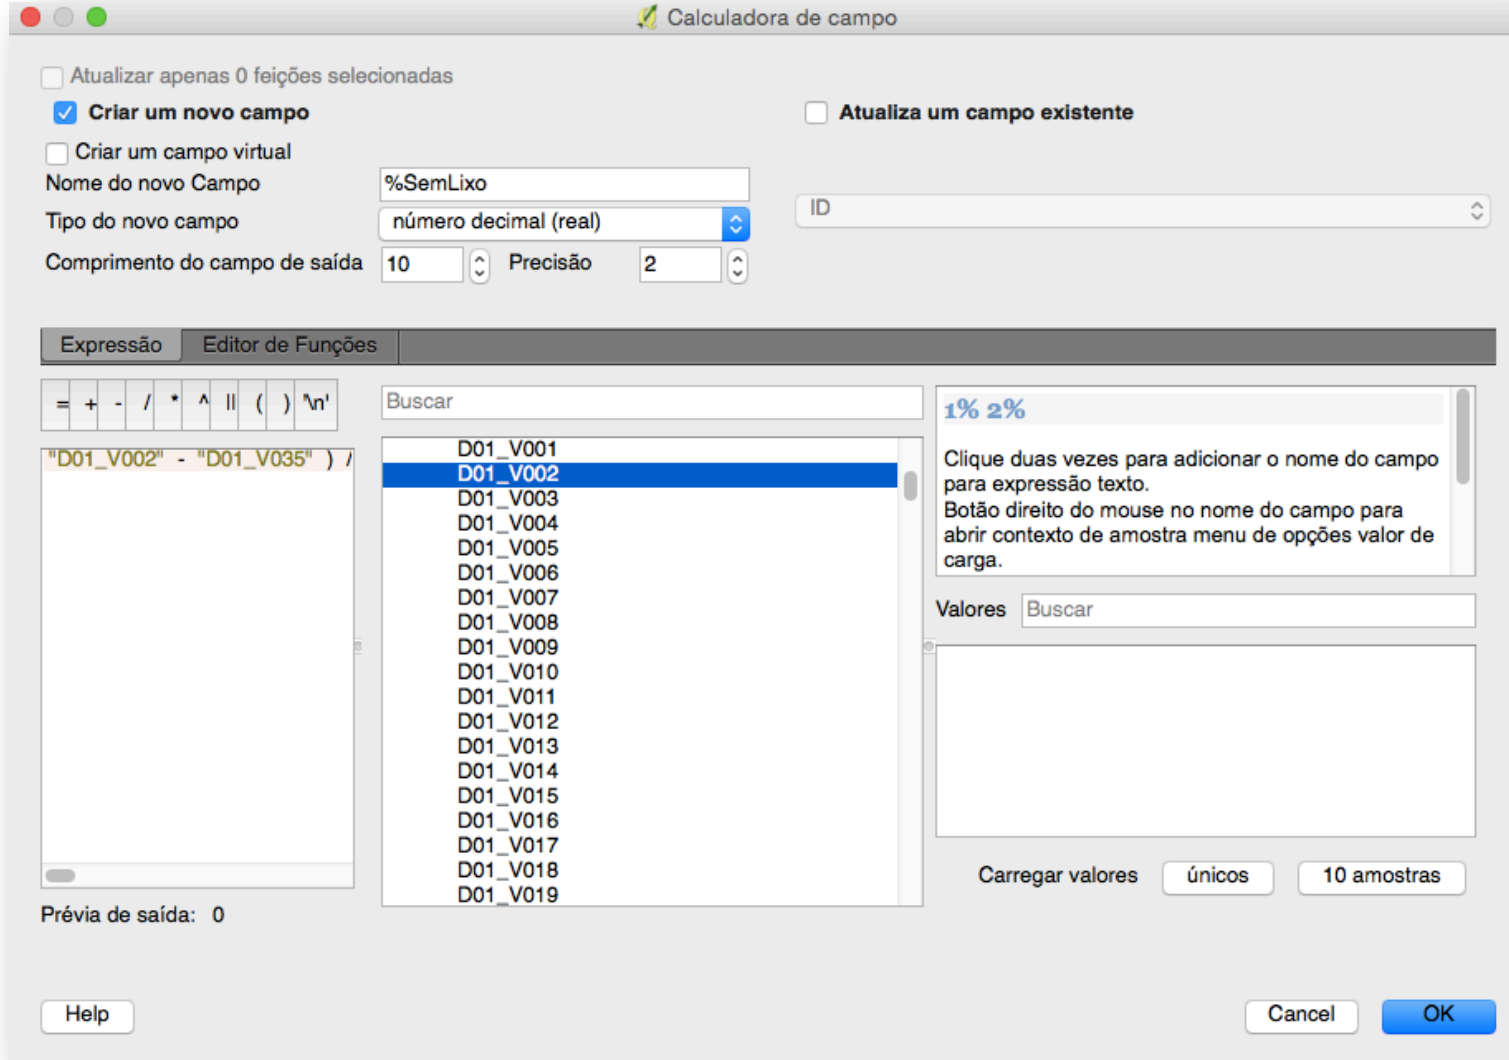 Calculadora de campo
Atualizar apenas 0 feições selecionadas
Criar um novo campo
Atualiza um campo existente
Criar um campo virtual
Nome do novo Campo %SemLixo
ID
Tipo do novo campo número decimal (real)
Comprimento do campo de saída 10 Precisão 2
Expressão Editor de Funções
= + - / * ^ || ( ) '\n'
"D01_V002" - "D01_V035" ) /
Buscar
D01_V001
D01_V002
D01_V003
D01_V004
D01_V005
D01_V006
D01_V007
D01_V008
D01_V009
D01_V010
D01_V011
D01_V012
D01_V013
D01_V014
D01_V015
D01_V016
D01_V017
D01_V018
D01_V019
1% 2%
Clique duas vezes para adicionar o nome do campo
para expressão texto.
Botão direito do mouse no nome do campo para
abrir contexto de amostra menu de opções valor de
carga.
Valores Buscar
Carregar valores únicos 10 amostras
Prévia de saída: 0
Help Cancel OK